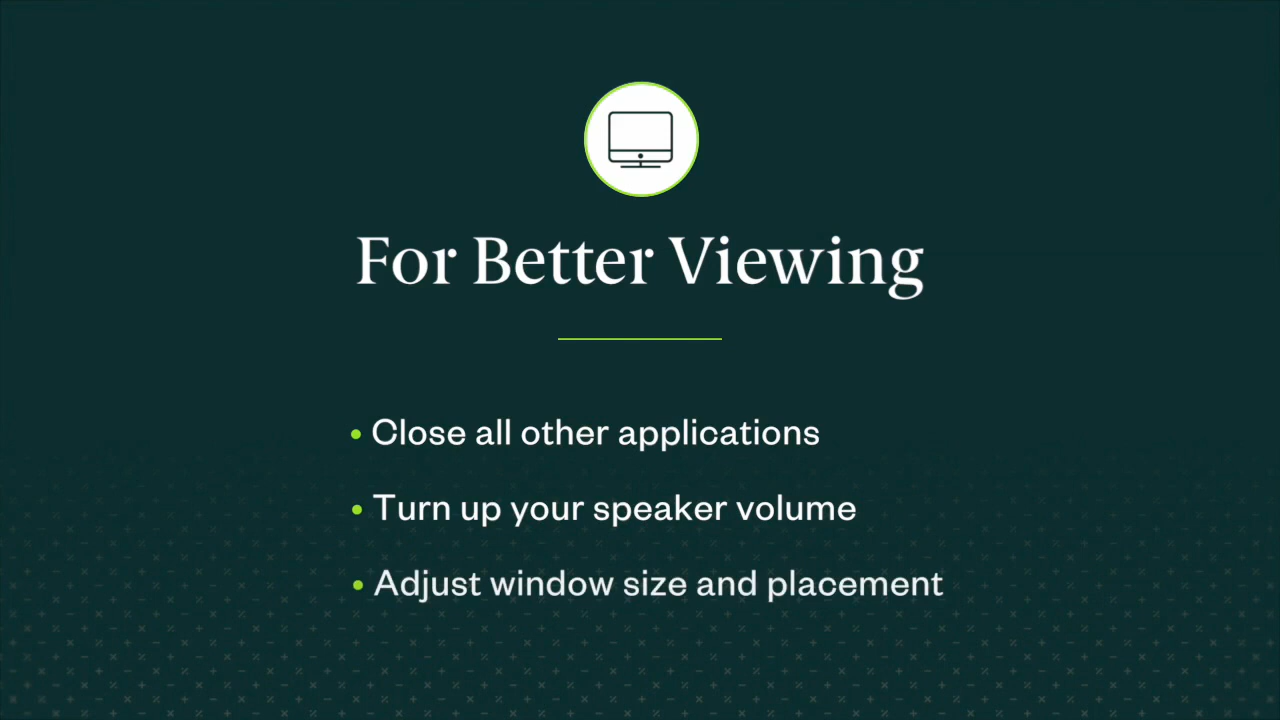 For Better Viewing
• Close all other applications
• Turn up your speaker volume
• Adjust window size and placement